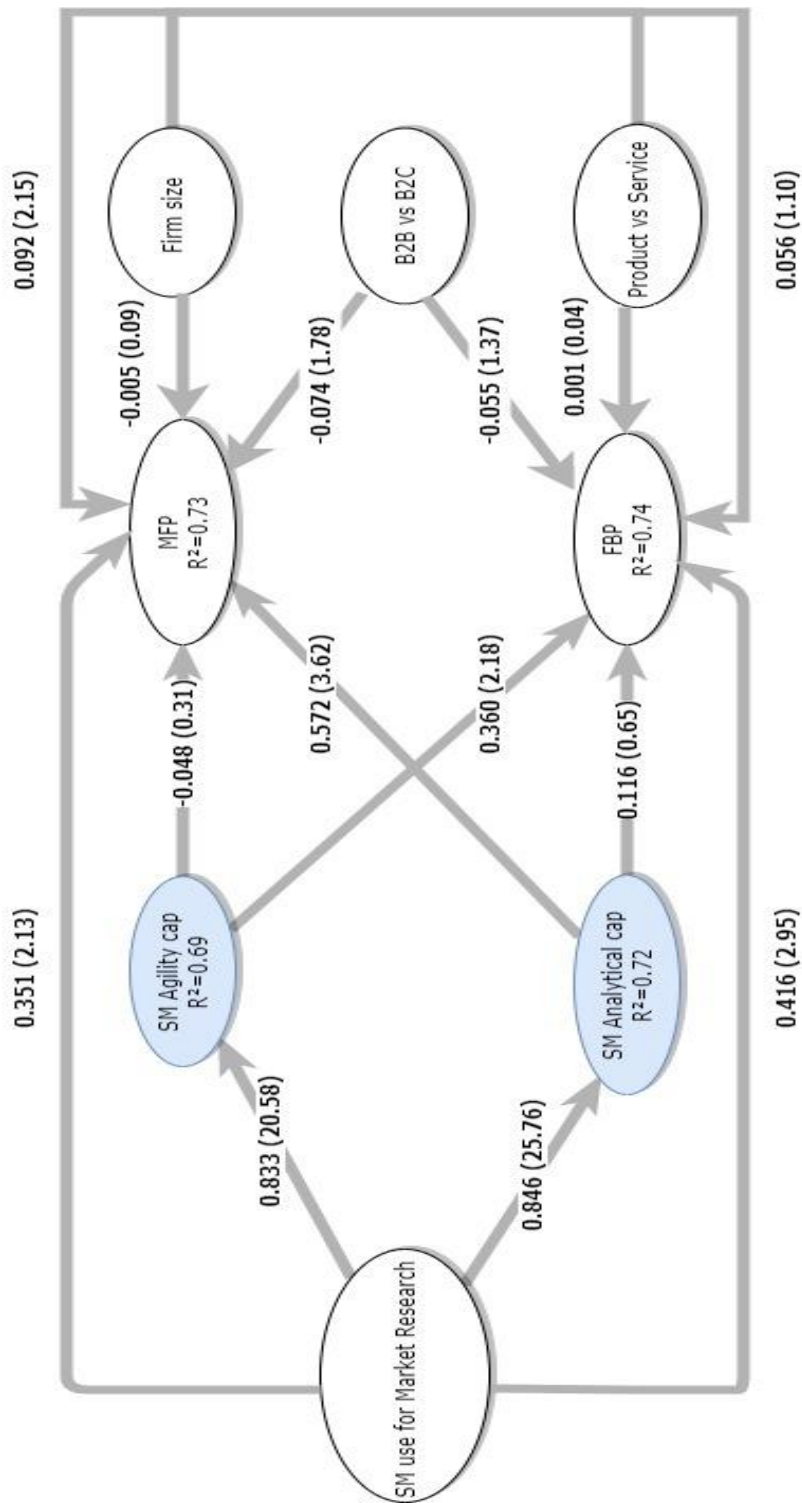 0.351 (2.13)
0.092 (2.15)
SM Agility cap
R²=0.69
MFP
R²=0.73
Firm size
-0.048 (0.31)
-0.005 (0.09)
0.833 (20.58)
0.572 (3.62)
-0.074 (1.78)
SM use for Market Research
B2B vs B2C
0.846 (25.76)
0.360 (2.18)
-0.055 (1.37)
0.116 (0.65)
0.001 (0.04)
SM Analytical cap
R²=0.72
FBP
R²=0.74
Product vs Service
0.416 (2.95)
0.056 (1.10)